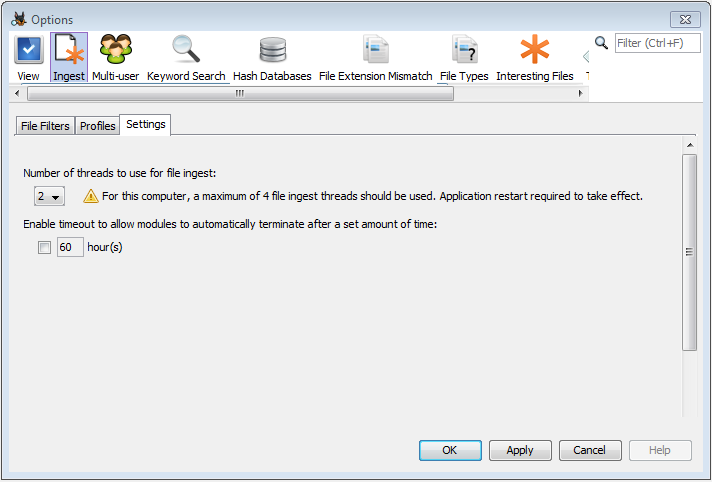 Options
View Ingest Multi-user Keyword Search Hash Databases File Extension Mismatch File Types Interesting Files T
Filter (Ctrl+F)
File Filters Profiles Settings
Number of threads to use for file ingest:
2 For this computer, a maximum of 4 file ingest threads should be used. Application restart required to take effect.
Enable timeout to allow modules to automatically terminate after a set amount of time:
60 hour(s)
OK Apply Cancel Help